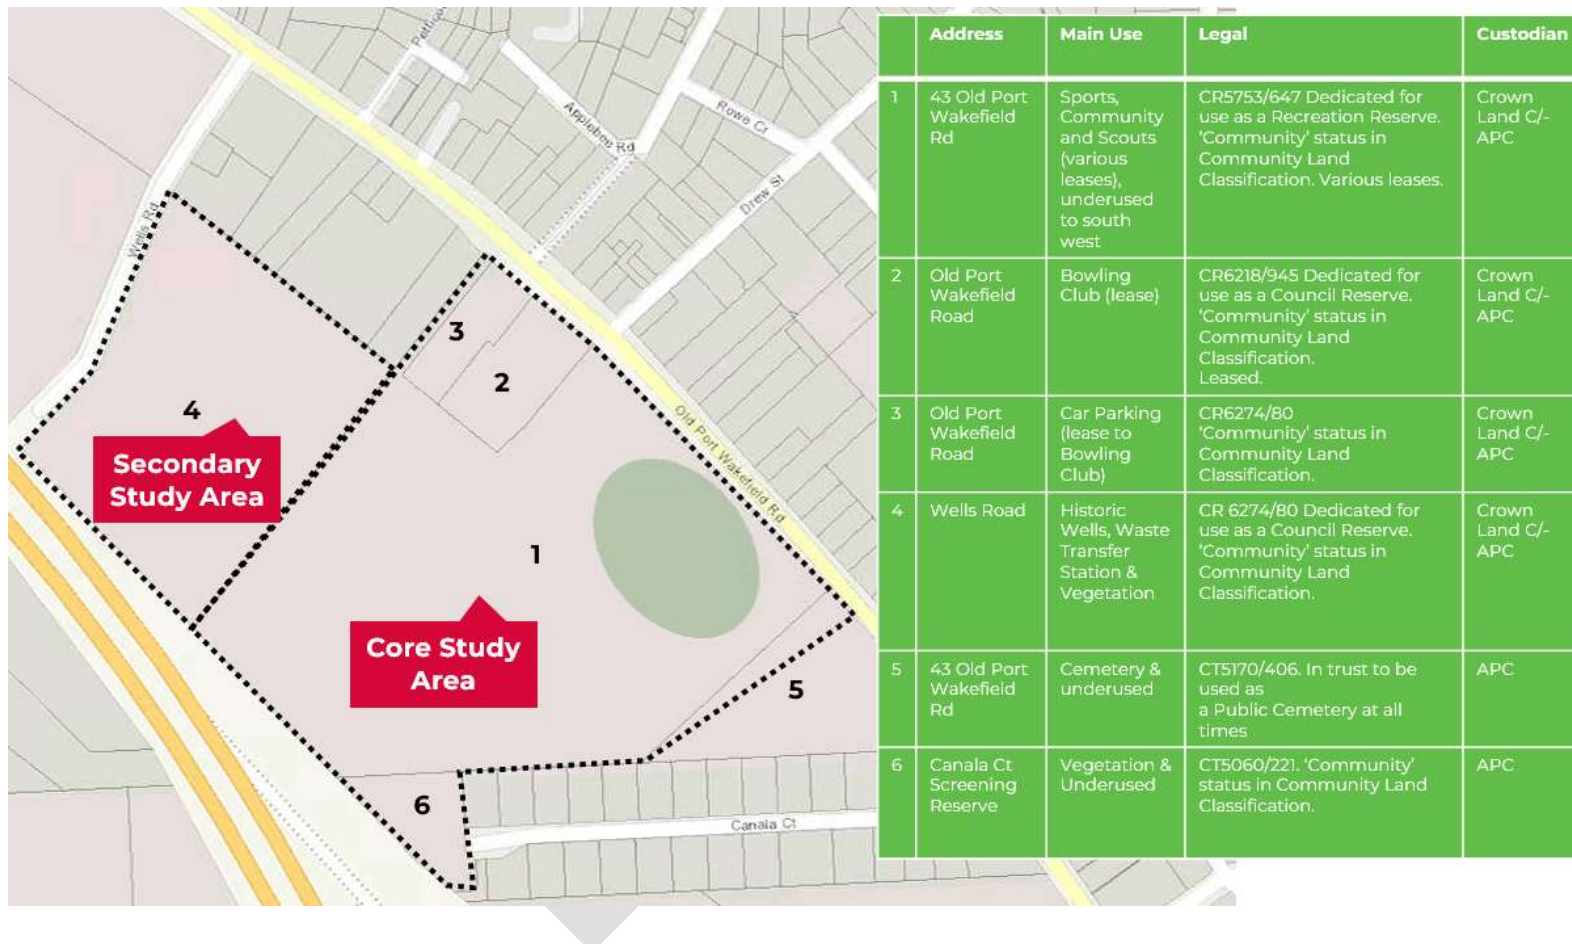 Pettico
Applebee Rd
Rowe Cr
Drew St
Wells Rd
Old Port Wakefield Rd
Canala Ct
3
2
4
1
5
6
Secondary
Study Area
Core Study
Area
Address Main Use Legal Custodian
1 43 Old Port
Wakefield
Rd
Sports,
Community
and Scouts
(various
leases),
underused
to south
west
CR5753/647 Dedicated for
use as a Recreation Reserve.
‘Community’ status in
Community Land
Classification. Various leases.
Crown
Land C/-
APC
2 Old Port
Wakefield
Road
Bowling
Club (lease)
CR6218/945 Dedicated for
use as a Council Reserve.
‘Community’ status in
Community Land
Classification.
Leased.
Crown
Land C/-
APC
3 Old Port
Wakefield
Road
Car Parking
(lease to
Bowling
Club)
CR6274/80
‘Community’ status in
Community Land
Classification.
Crown
Land C/-
APC
4 Wells Road
Historic
Wells, Waste
Transfer
Station &
Vegetation
CR 6274/80 Dedicated for
use as a Council Reserve.
‘Community’ status in
Community Land
Classification.
Crown
Land C/-
APC
5 43 Old Port
Wakefield
Rd
Cemetery &
underused
CT5170/406. In trust to be
used as
a Public Cemetery at all
times
APC
6 Canala Ct
Screening
Reserve
Vegetation &
Underused
CT5060/221. ‘Community’
status in Community Land
Classification.
APC